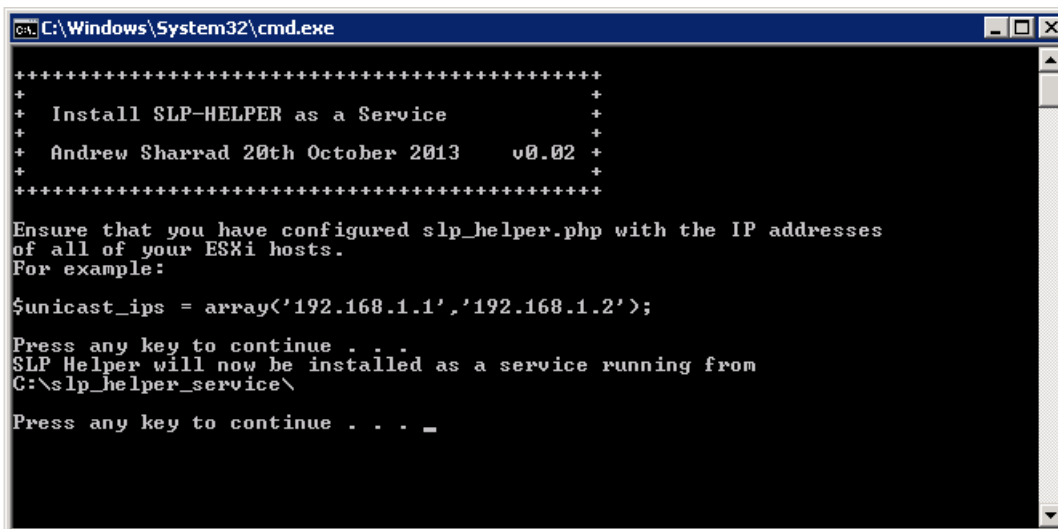 C:\Windows\System32\cmd.exe
++++++++++++++++++++++++++++++++++++++++++++++
+ +
+ Install SLP-HELPER as a Service +
+ +
+ Andrew Sharrad 20th October 2013 v0.02 +
+ +
++++++++++++++++++++++++++++++++++++++++++++++
Ensure that you have configured slp_helper.php with the IP addresses
of all of your ESXi hosts.
For example:
$unicast_ips = array('192.168.1.1','192.168.1.2');
Press any key to continue . . .
SLP Helper will now be installed as a service running from
C:\slp_helper_service\
Press any key to continue . . . _